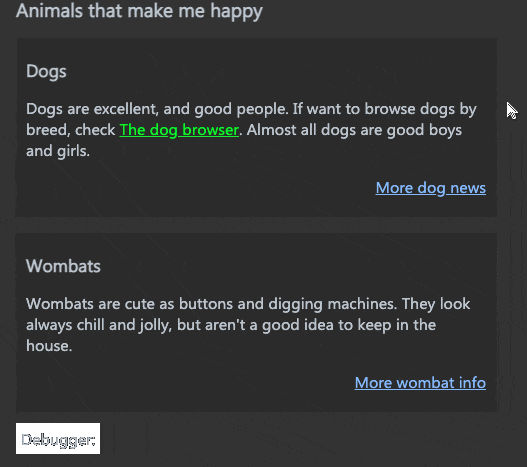 Animals that make me happy
Dogs
Dogs are excellent, and good people. If want to browse dogs by
breed, check The dog browser. Almost all dogs are good boys
and girls.
More dog news
Wombats
Wombats are cute as buttons and digging machines. They look
always chill and jolly, but aren't a good idea to keep in the
house.
More wombat info
Debugger: